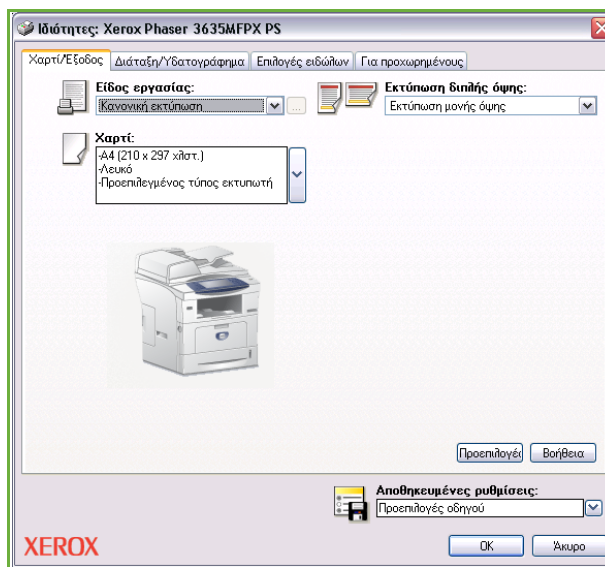 Ιδιότητες: Xerox Phaser 3635MFPX PS
Χαρτί/Έξοδος Διάταξη/Υδατογράφημα Επιλογές ειδώλων Για προχωρημένους
Είδος εργασίας:
Κανονική εκτύπωση
...
Εκτύπωση διπλής όψης:
Εκτύπωση μονής όψης
Χαρτί:
-A4 (210 x 297 χλστ.)
-Λευκό
-Προεπιλεγμένος τύπος εκτυπωτή
Προεπιλογές Βοήθεια
Αποθηκευμένες ρυθμίσεις:
Προεπιλογές οδηγού
XEROX
OK Άκυρο